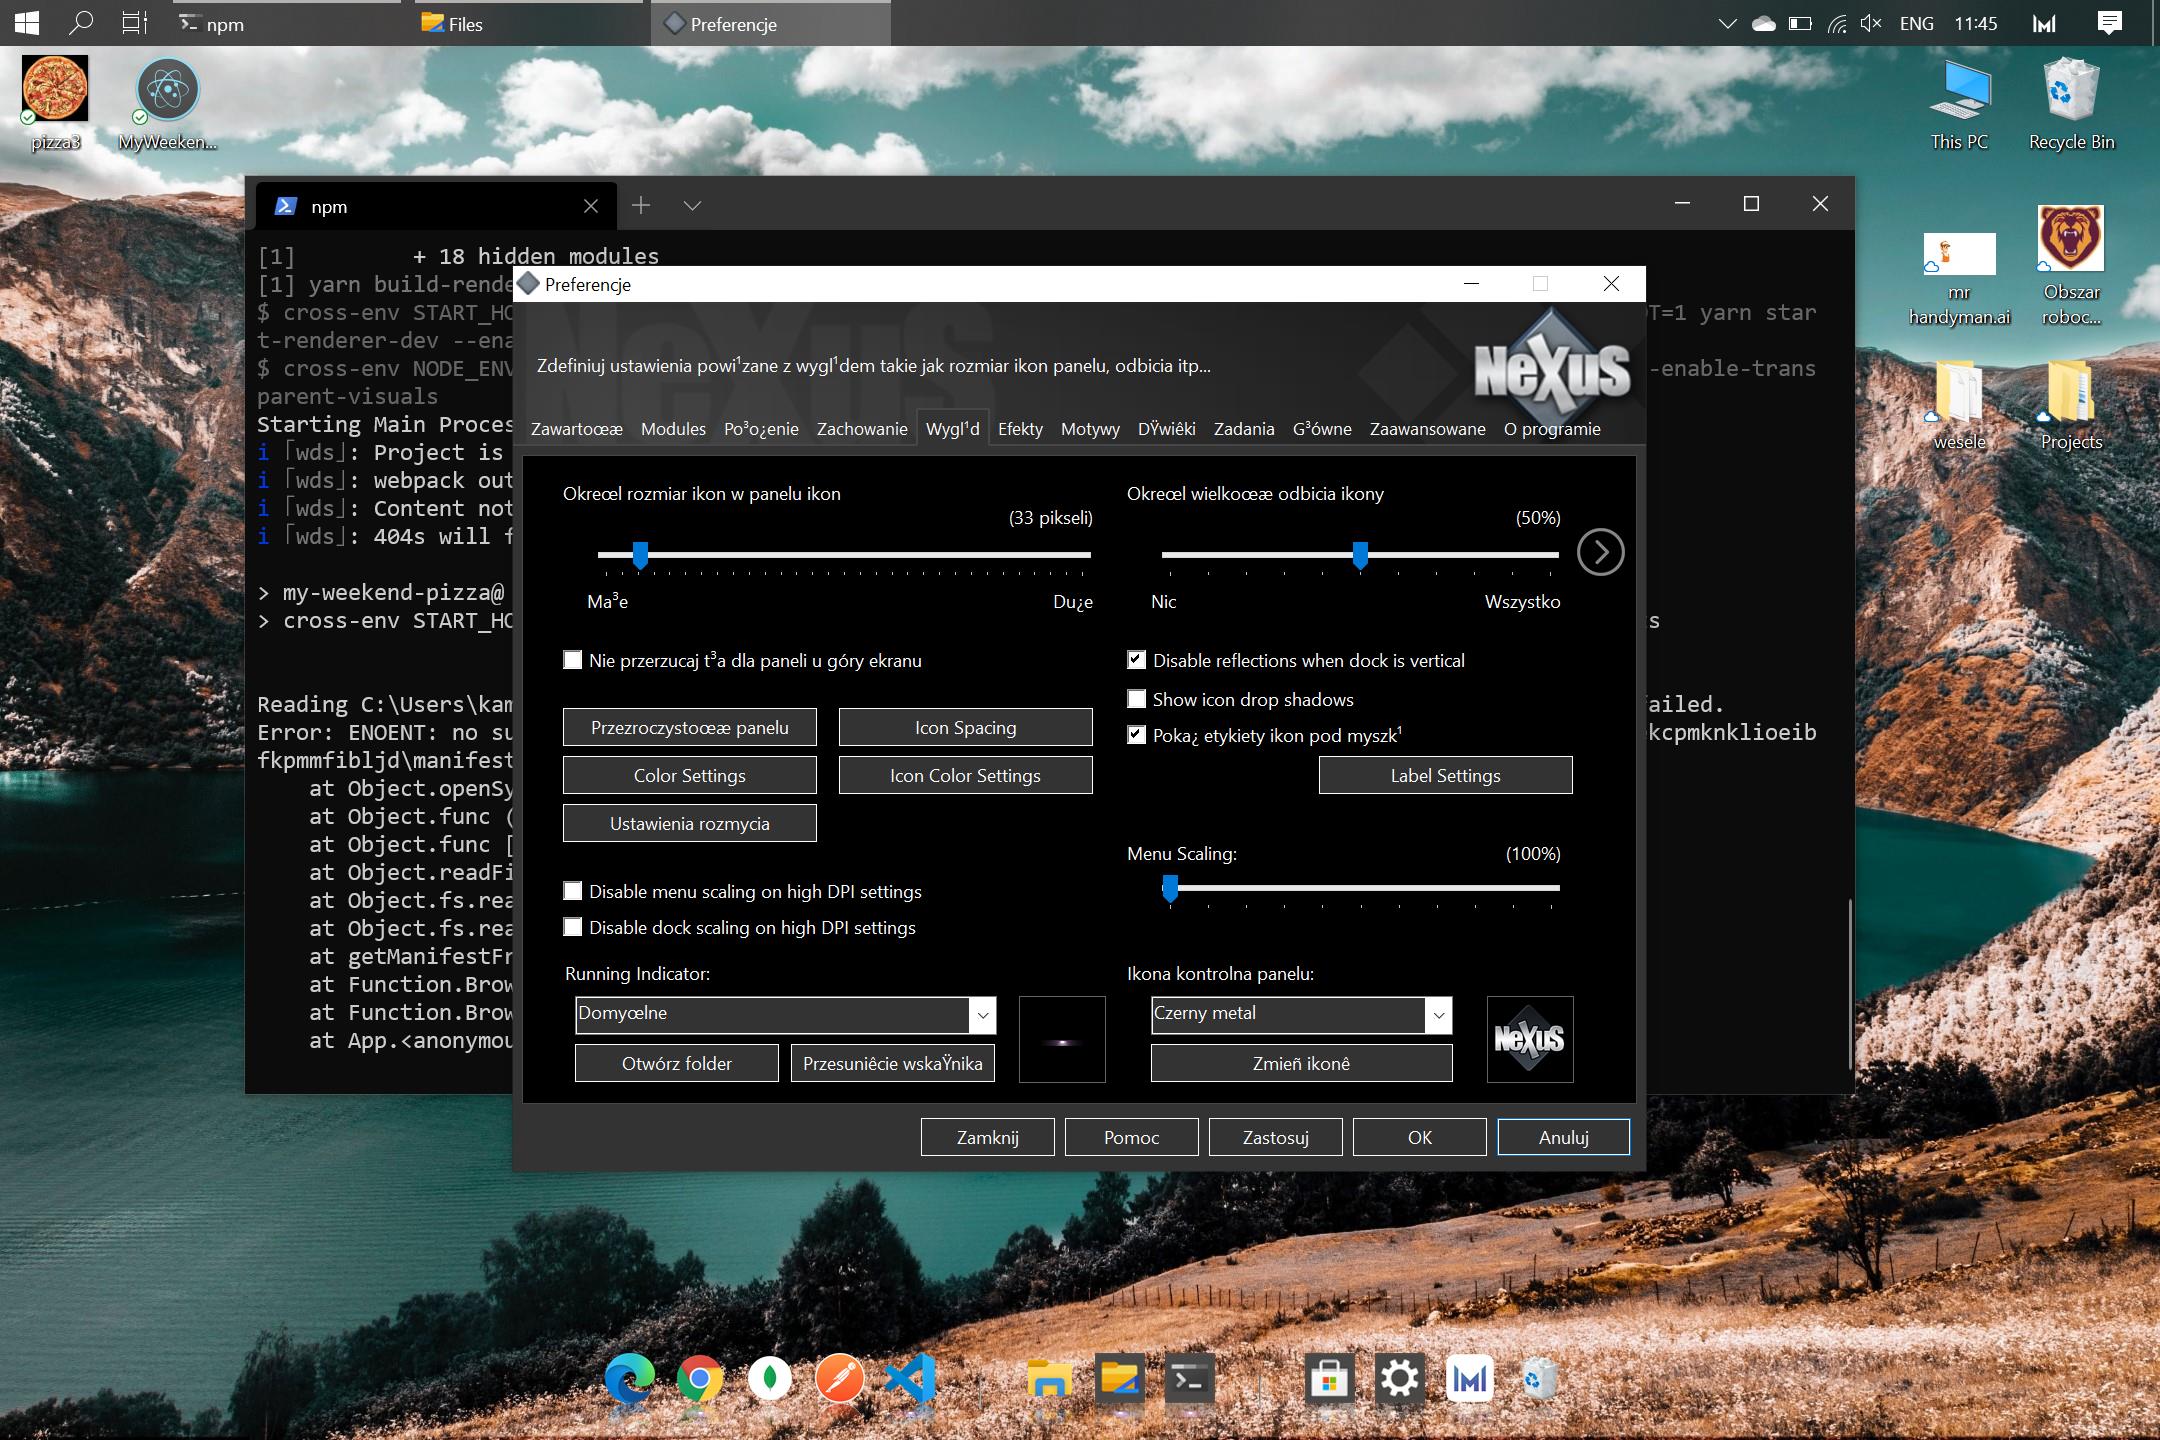 npm
Files
Preferencje
ENG
11:45
pizza3
MyWeeken...
This PC
Recycle Bin
mr
handyman.ai
Obszar
roboc...
wesele
Projects
npm
[1]         + 18 hidden modules
[1] yarn build-rende
$ cross-env START_HO
T=1 yarn star
t-renderer-dev --ena
$ cross-env NODE_ENV
-enable-trans
parent-visuals
Starting Main Proces
i ｢wds｣: Project is
i ｢wds｣: webpack out
i ｢wds｣: Content not
i ｢wds｣: 404s will f
> my-weekend-pizza@
> cross-env START_HO
s
Reading C:\Users\kam
ailed.
Error: ENOENT: no su
kcpmknklioeib
fkpmmfibljd\manifest
at Object.openSy
at Object.func (
at Object.func [
at Object.readFi
at Object.fs.rea
at Object.fs.rea
at getManifestFr
at Function.Brow
at Function.Brow
at App.<anonymou
Preferencje
NeXuS
Zdefiniuj ustawienia powi¹zane z wygl¹dem takie jak rozmiar ikon panelu, odbicia itp...
NeXuS
Zawartoœæ Modules Po³o¿enie Zachowanie Wygl¹d Efekty Motywy DŸwiêki Zadania G³ówne Zaawansowane O programie
Okreœl rozmiar ikon w panelu ikon
(33 pikseli)
Ma³e
Du¿e
Okreœl wielkoœæ odbicia ikony
(50%)
Nic
Wszystko
Nie przerzucaj t³a dla paneli u góry ekranu
Disable reflections when dock is vertical
Show icon drop shadows
Poka¿ etykiety ikon pod myszk¹
Przezroczystoœæ panelu
Icon Spacing
Color Settings
Icon Color Settings
Label Settings
Ustawienia rozmycia
Menu Scaling:
(100%)
Disable menu scaling on high DPI settings
Disable dock scaling on high DPI settings
Running Indicator:
Domyœlne
Otwórz folder
Przesuniêcie wskaŸnika
Ikona kontrolna panelu:
Czerny metal
Zmieñ ikonê
NeXuS
Zamknij
Pomoc
Zastosuj
OK
Anuluj